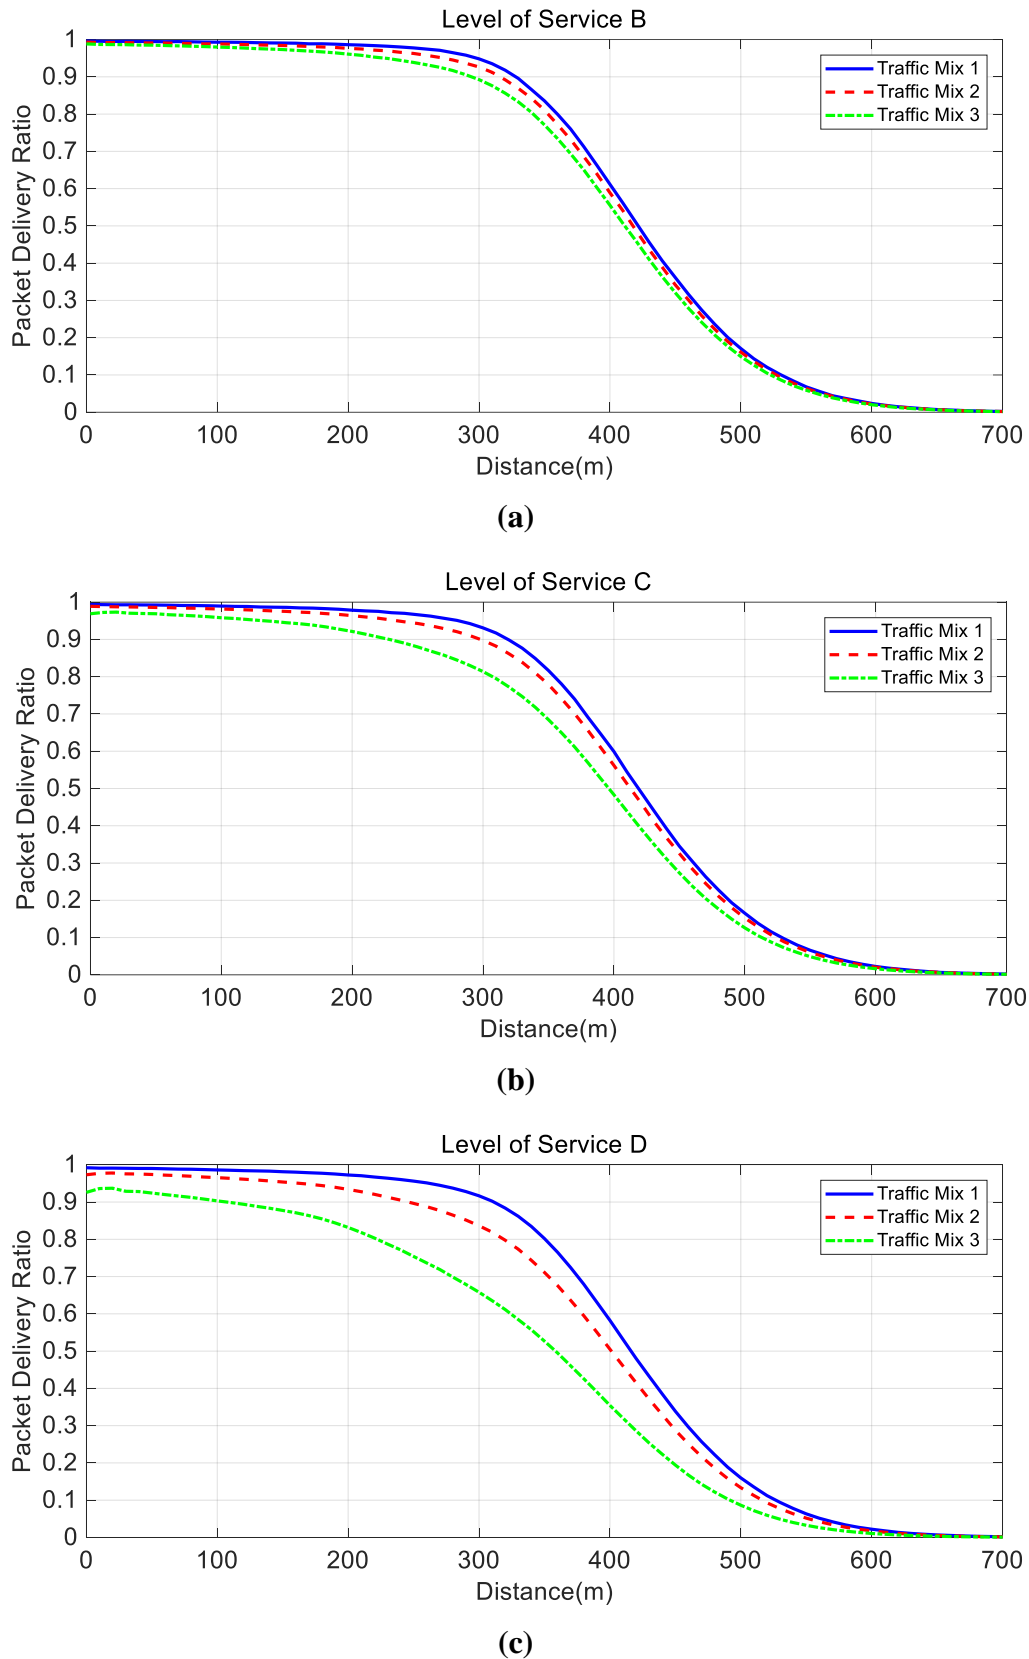 Level of Service B
1
0.9
0.8
0.7
0.6
0.5
0.4
0.3
0.2
0.1
0
Packet Delivery Ratio
Traffic Mix 1
Traffic Mix 2
Traffic Mix 3
0 100 200 300 400 500 600 700
Distance(m)
(a)
Level of Service C
1
0.9
0.8
0.7
0.6
0.5
0.4
0.3
0.2
0.1
0
Packet Delivery Ratio
Traffic Mix 1
Traffic Mix 2
Traffic Mix 3
0 100 200 300 400 500 600 700
Distance(m)
(b)
Level of Service D
1
0.9
0.8
0.7
0.6
0.5
0.4
0.3
0.2
0.1
0
Packet Delivery Ratio
Traffic Mix 1
Traffic Mix 2
Traffic Mix 3
0 100 200 300 400 500 600 700
Distance(m)
(c)